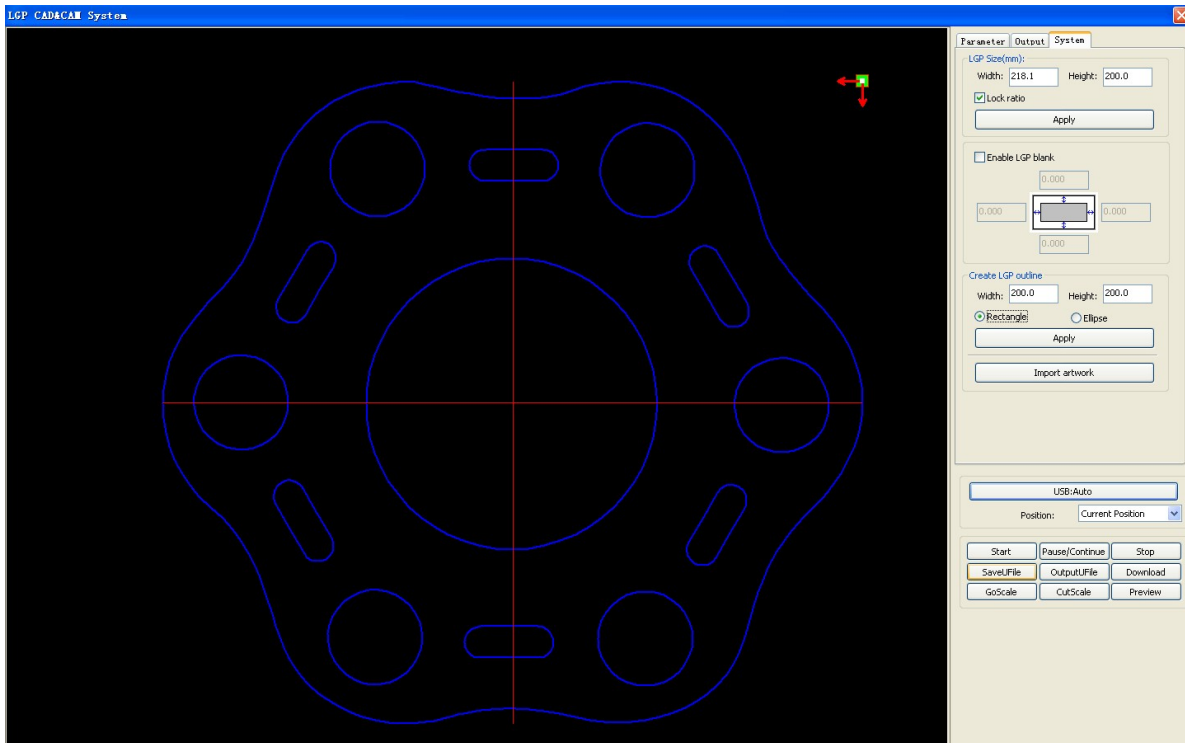 LGP CAD&CAM System
Parameter Output System
LGP Size(mm):
Width: 218.1 Height: 200.0
Lock ratio
Apply
Enable LGP blank
0.000
0.000 0.000
0.000
Create LGP outline
Width: 200.0 Height: 200.0
Rectangle Elipse
Apply
Import artwork
USB:Auto
Position: Current Position
Start Pause/Continue Stop
SaveUFile OutputUFile Download
GoScale CutScale Preview